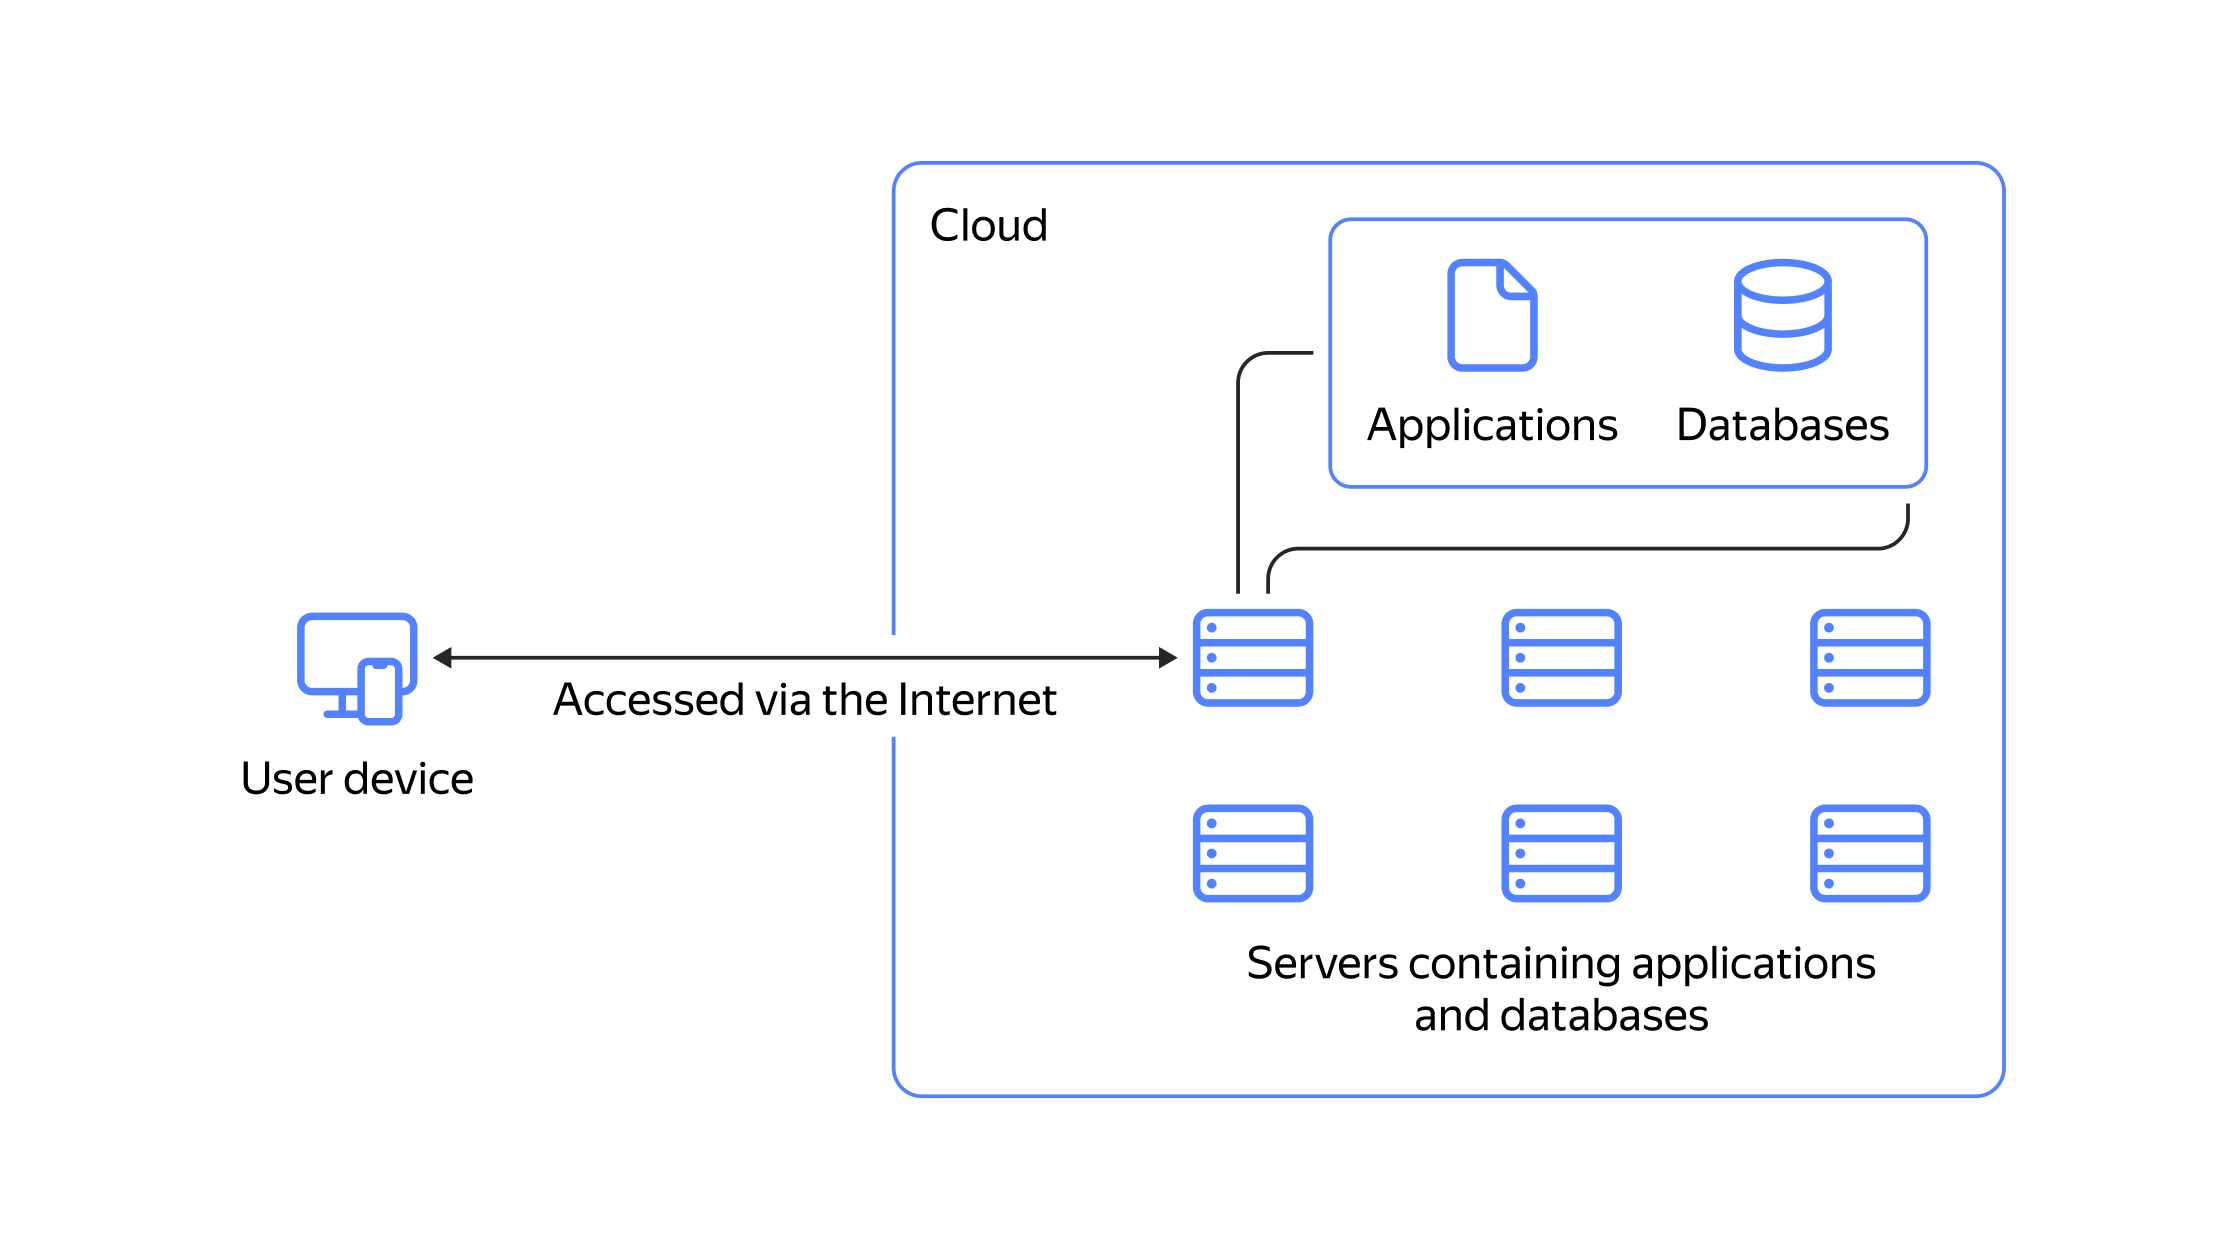 Cloud
Applications
Databases
Accessed via the Internet
User device
Servers containing applications
and databases